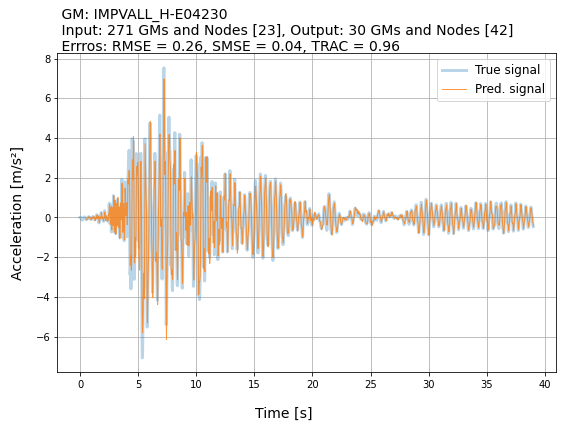 GM: IMPVALL_H-E04230
Input: 271 GMs and Nodes [23], Output: 30 GMs and Nodes [42]
Erros: RMSE = 0.26, SMSE = 0.04, TRAC = 0.96
True signal
Pred. signal
8
6
4
2
0
−2
−4
−6
Acceleration [m/s²]
0 5 10 15 20 25 30 35 40
Time [s]